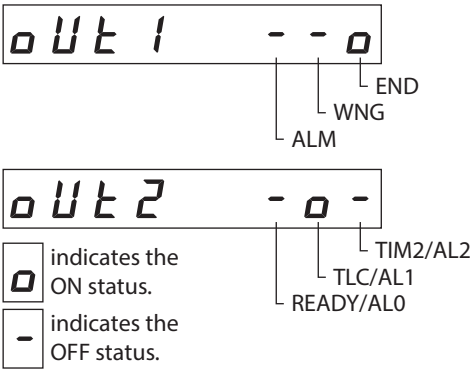 oUt1 - - o
END
WNG
ALM
oUt2 - o -
TIM2/AL2
TLC/AL1
READY/AL0
o indicates the
ON status.
- indicates the
OFF status.